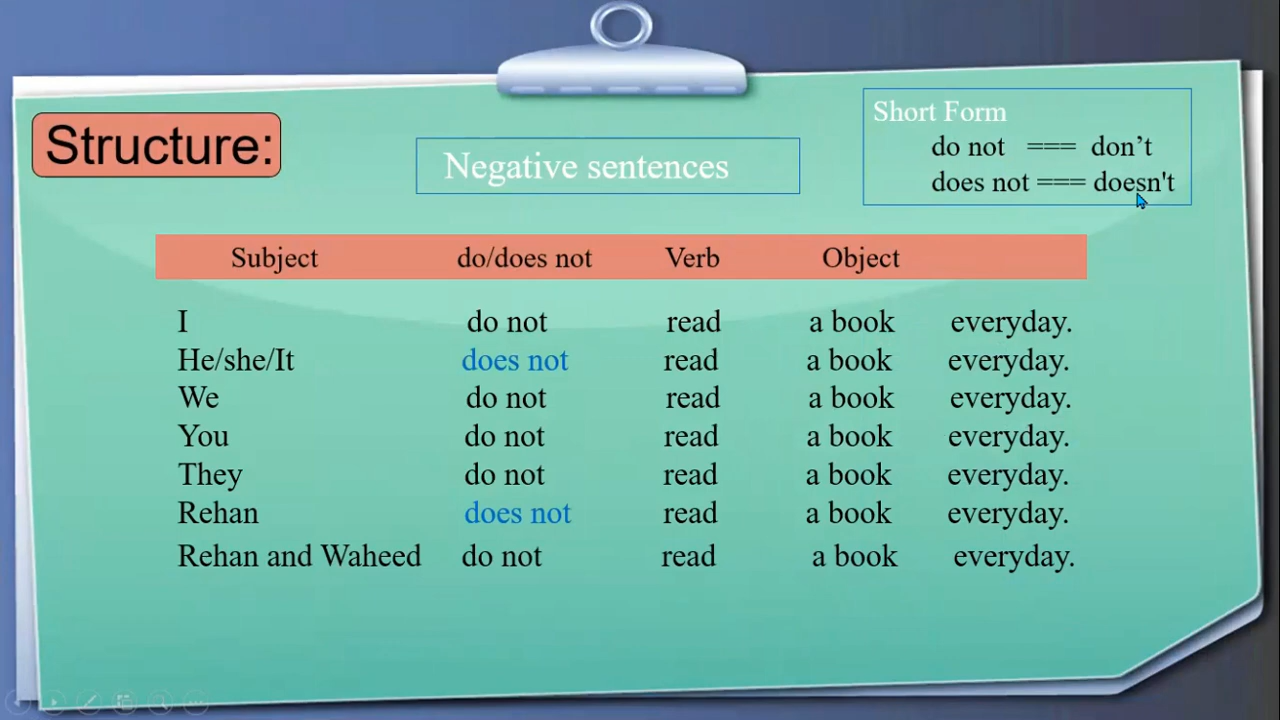 Structure:
Negative sentences
Short Form
do not === don’t
does not === doesn't
Subject do/does not Verb Object
I do not read a book everyday.
He/she/It does not read a book everyday.
We do not read a book everyday.
You do not read a book everyday.
They do not read a book everyday.
Rehan does not read a book everyday.
Rehan and Waheed do not read a book everyday.